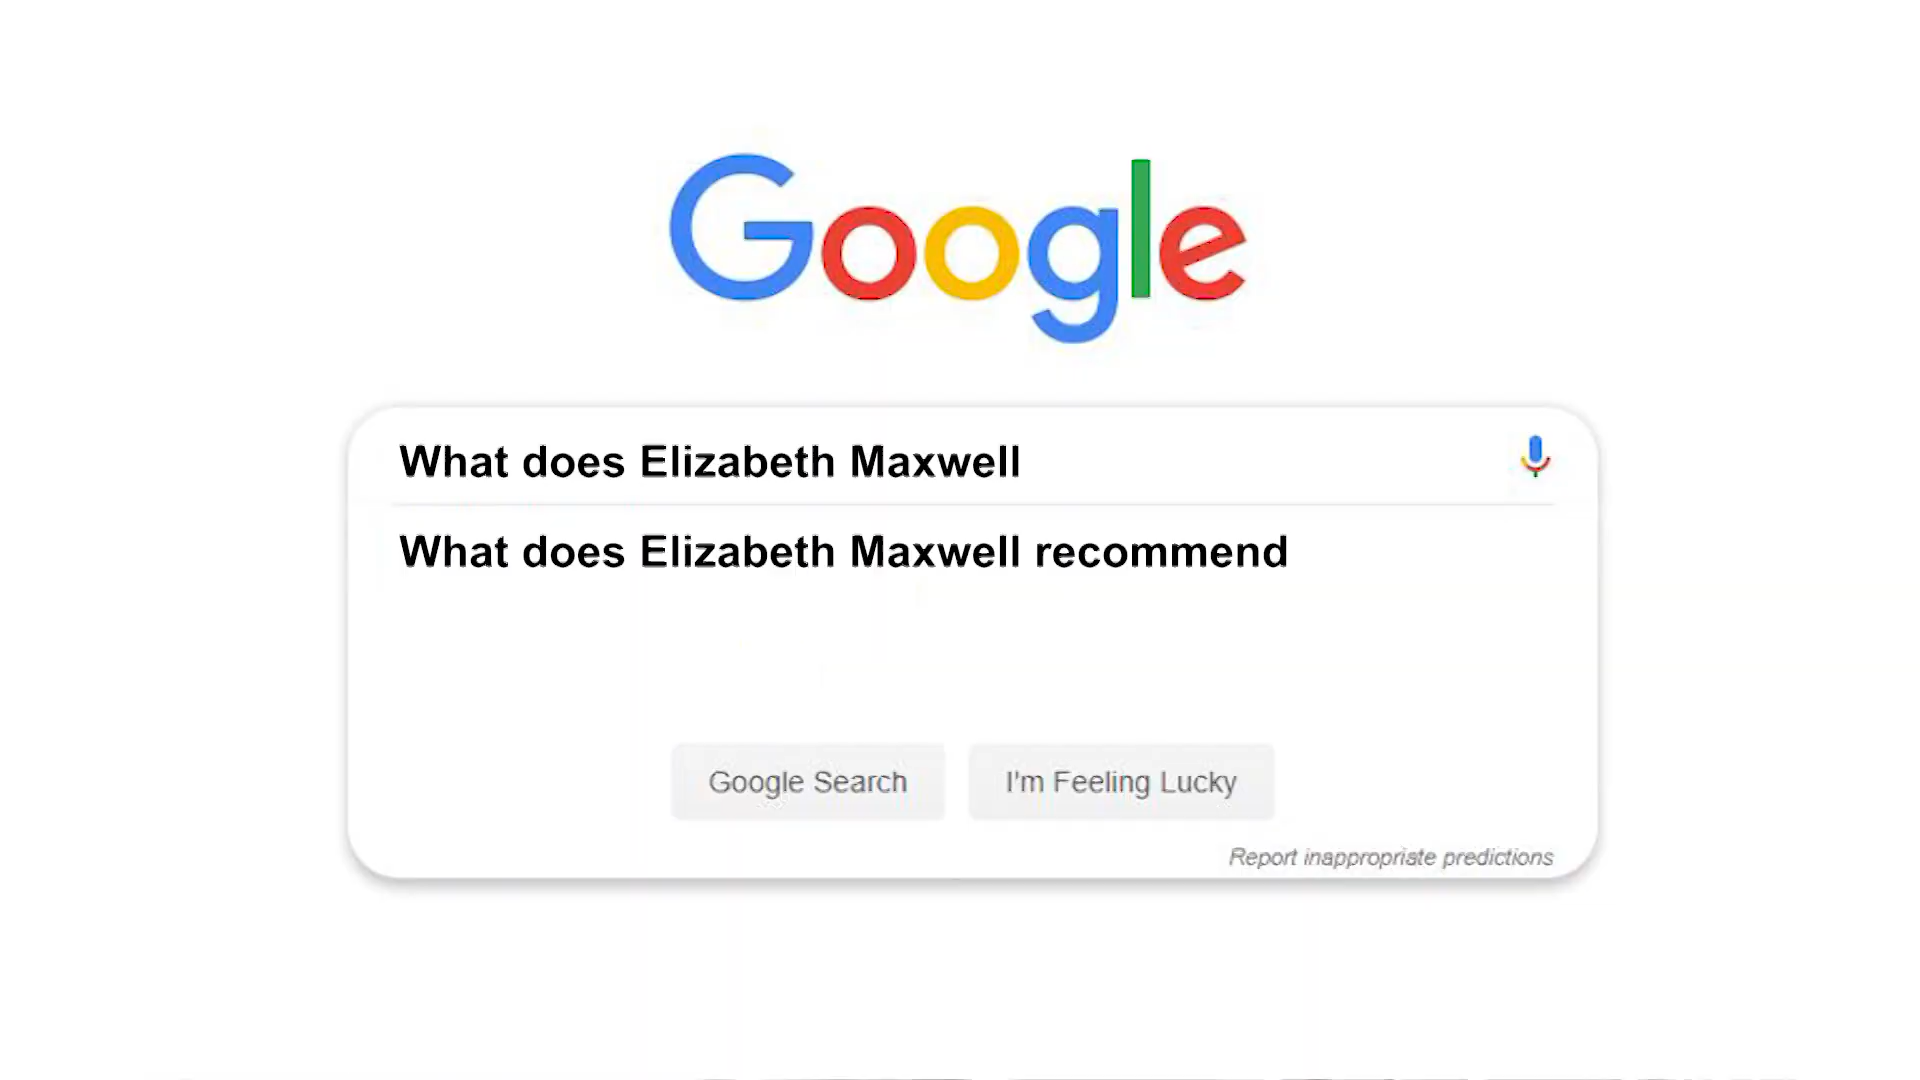 Google
What does Elizabeth Maxwell
What does Elizabeth Maxwell recommend
Google Search
I'm Feeling Lucky
Report inappropriate predictions